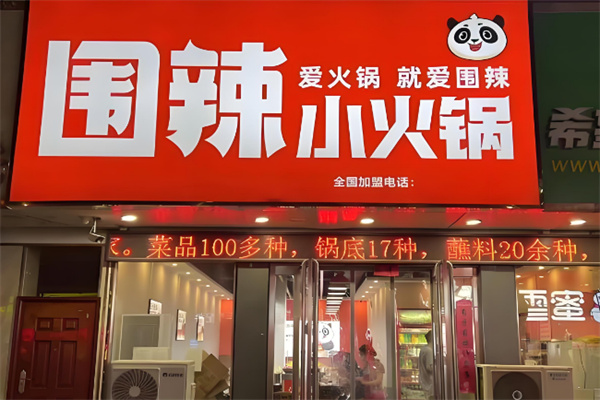 围辣
爱火锅 就爱围辣
小火锅
全国加盟电话：
菜品100多种，锅底17种，蘸料20余种，
雪蜜
www.